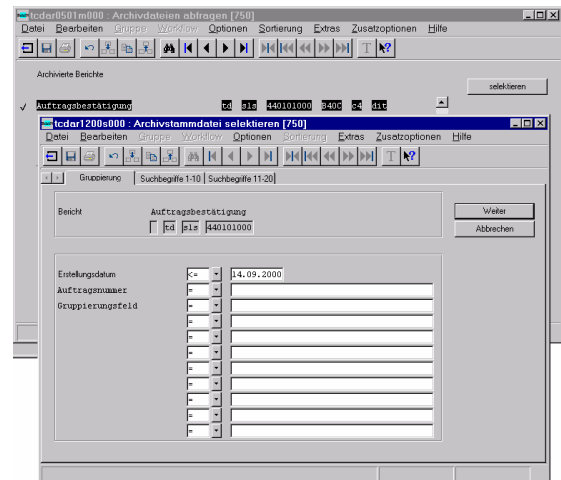 tcdar0501m000 : Archivdateien abfragen [750]
Datei Bearbeiten Gruppe Workflow Optionen Sortierung Extras Zusatzoptionen Hilfe
Archivierte Berichte
selektieren
✓ Auftragsbestätigung td sls 440101000 B40C c4 dit
tcdar1200s000 : Archivstammdatei selektieren [750]
Datei Bearbeiten Gruppe Workflow Optionen Sortierung Extras Zusatzoptionen Hilfe
Gruppierung Suchbegriffe 1-10 Suchbegriffe 11-20
Bericht Auftragsbestätigung
td sls 440101000
Weiter
Abbrechen
Erstellungsdatum <= 14.09.2000
Auftragsnummer =
Gruppierungsfeld =
=
=
=
=
=
=
=
=